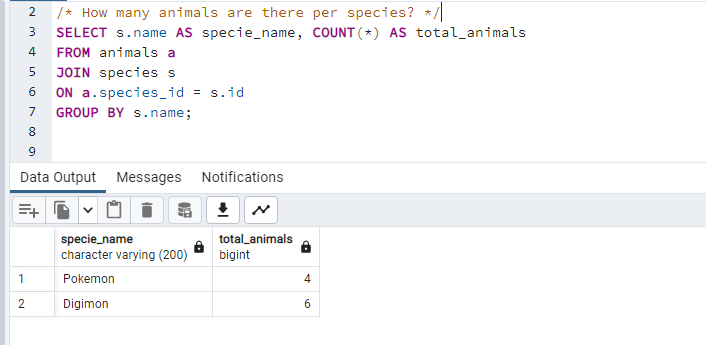 2 /* How many animals are there per species? */
3 SELECT s.name AS specie_name, COUNT(*) AS total_animals
4 FROM animals a
5 JOIN species s
6 ON a.species_id = s.id
7 GROUP BY s.name;
8
9
Data Output Messages Notifications
specie_name total_animals
character varying (200) bigint
1 Pokemon 4
2 Digimon 6